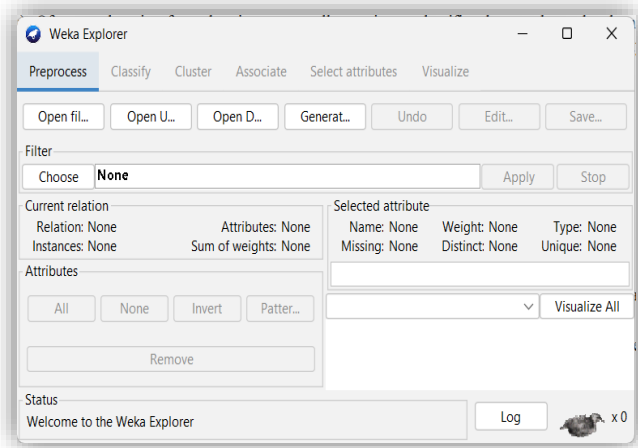 Weka Explorer
Preprocess Classify Cluster Associate Select attributes Visualize
Open fil... Open U... Open D... Generat... Undo Edit... Save...
Filter
Choose None Apply Stop
Current relation
Relation: None Attributes: None
Instances: None Sum of weights: None
Selected attribute
Name: None Weight: None Type: None
Missing: None Distinct: None Unique: None
Attributes
All None Invert Patter...
Remove
Visualize All
Status
Welcome to the Weka Explorer
Log x 0